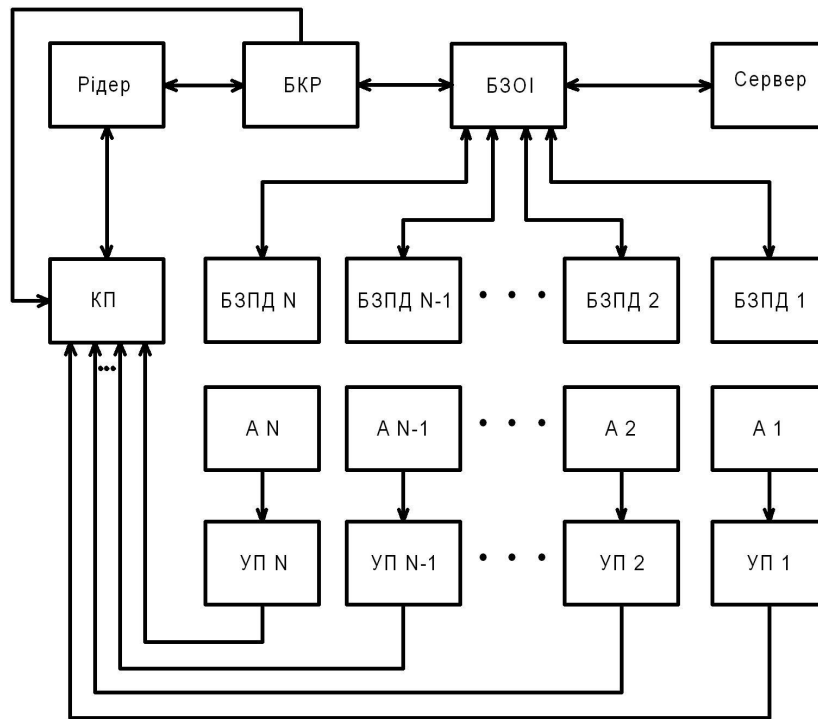 Рідер БКР БЗОІ Сервер
КП БЗПД N БЗПД N-1 • • • БЗПД 2 БЗПД 1
...
А N А N-1 • • • А 2 А 1
УП N УП N-1 • • • УП 2 УП 1